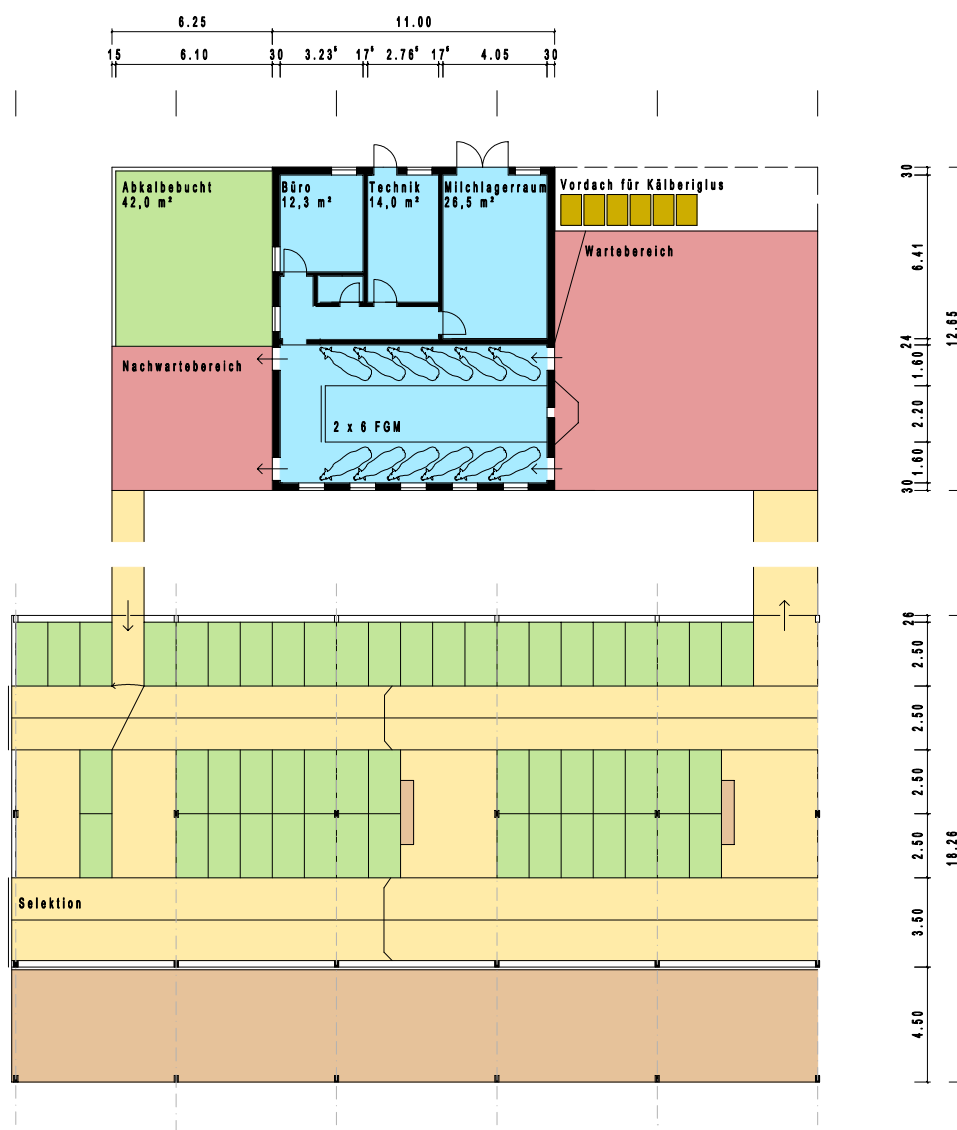 6.25 11.00
15 6.10 30 3.23⁵ 17⁵ 2.76⁵ 17⁵ 4.05 30
Abkalbebucht
42,0 m²
Büro
12,3 m²
Technik
14,0 m²
Milchlagerraum
26,5 m²
Vordach für Kälberiglus
Wartebereich
Nachwartebereich
2 x 6 FGM
30
6.41
24
1.60
2.20
1.60
30
12.65
Selektion
26
2.50
2.50
2.50
2.50
3.50
4.50
18.26